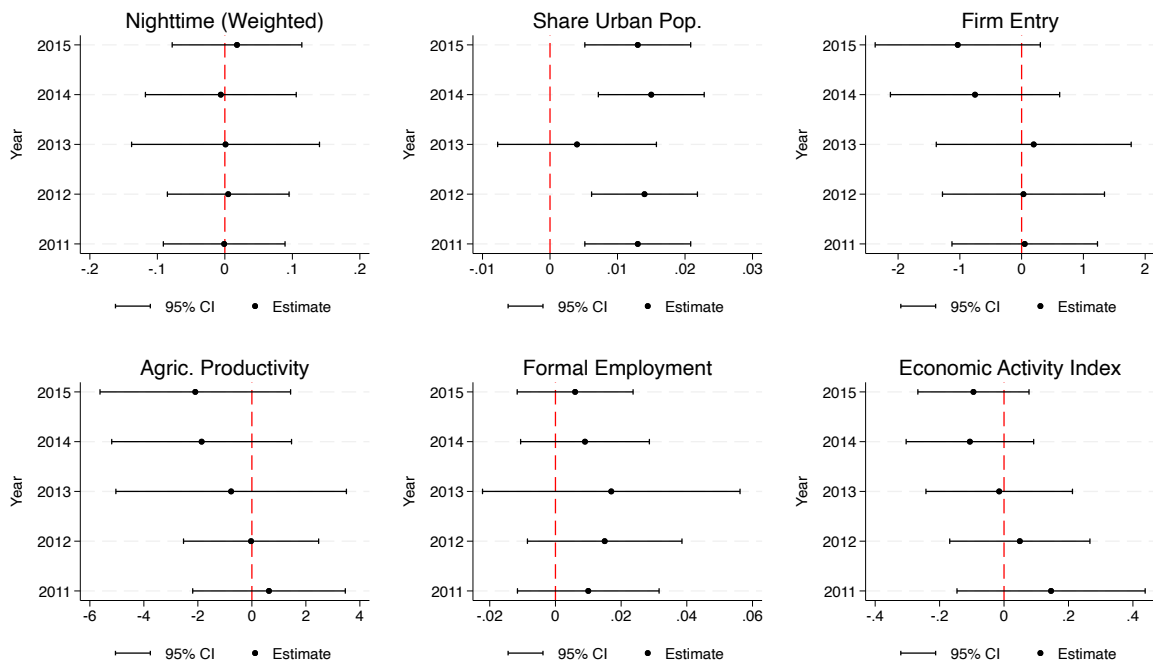 Nighttime (Weighted)
Year
2015
2014
2013
2012
2011
-.2 -.1 0 .1 .2
95% CI Estimate
Share Urban Pop.
Year
2015
2014
2013
2012
2011
-.01 0 .01 .02 .03
95% CI Estimate
Firm Entry
Year
2015
2014
2013
2012
2011
-2 -1 0 1 2
95% CI Estimate
Agric. Productivity
Year
2015
2014
2013
2012
2011
-6 -4 -2 0 2 4
95% CI Estimate
Formal Employment
Year
2015
2014
2013
2012
2011
-.02 0 .02 .04 .06
95% CI Estimate
Economic Activity Index
Year
2015
2014
2013
2012
2011
-.4 -.2 0 .2 .4
95% CI Estimate